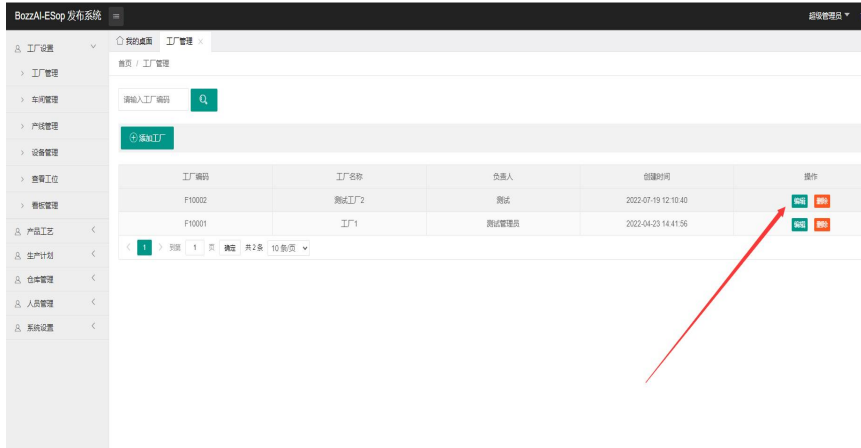 BozzAI-ESop 发布系统
超级管理员
工厂设置
工厂管理
车间管理
产线管理
设备管理
查看工位
看板管理
产品工艺
生产计划
仓库管理
人员管理
系统设置
我的桌面 工厂管理
首页 / 工厂管理
请输入工厂编码
添加工厂
工厂编码 工厂名称 负责人 创建时间 操作
F10002 测试工厂2 测试 2022-07-19 12:10:40 编辑 删除
F10001 工厂1 测试管理员 2022-04-23 14:41:56 编辑 删除
1 到第 1 页 确定 共2条 10 条/页